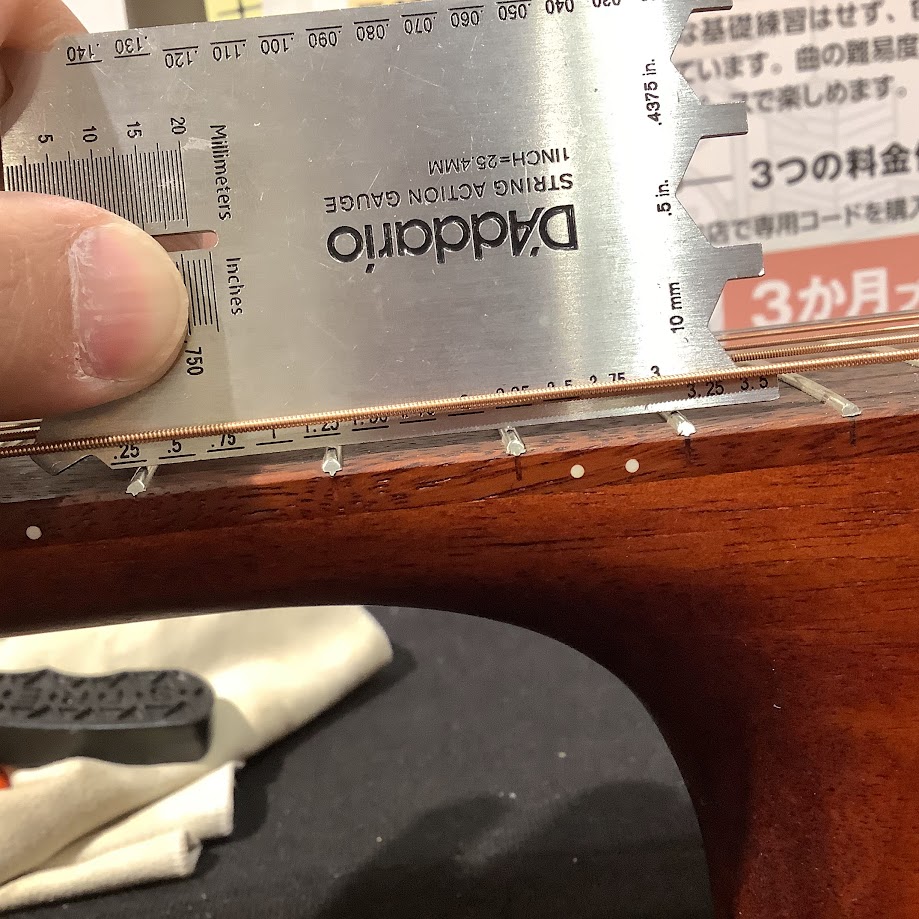 .140 .130 .120 .110 .100 .090 .080 .070 .060 .050 .040
5 10 15 20
Millimeters
Inches
.750
1INCH=25.4MM
STRING ACTION GAUGE
D'Addario
.4375 in.
.5 in.
10 mm
.25 .5 .75 1 1.25
2.75 3 3.25 3.5
な基礎練習はせず、
ています。曲の難易度
で楽しめます。
3つの料金
店で専用コードを購入
3か月